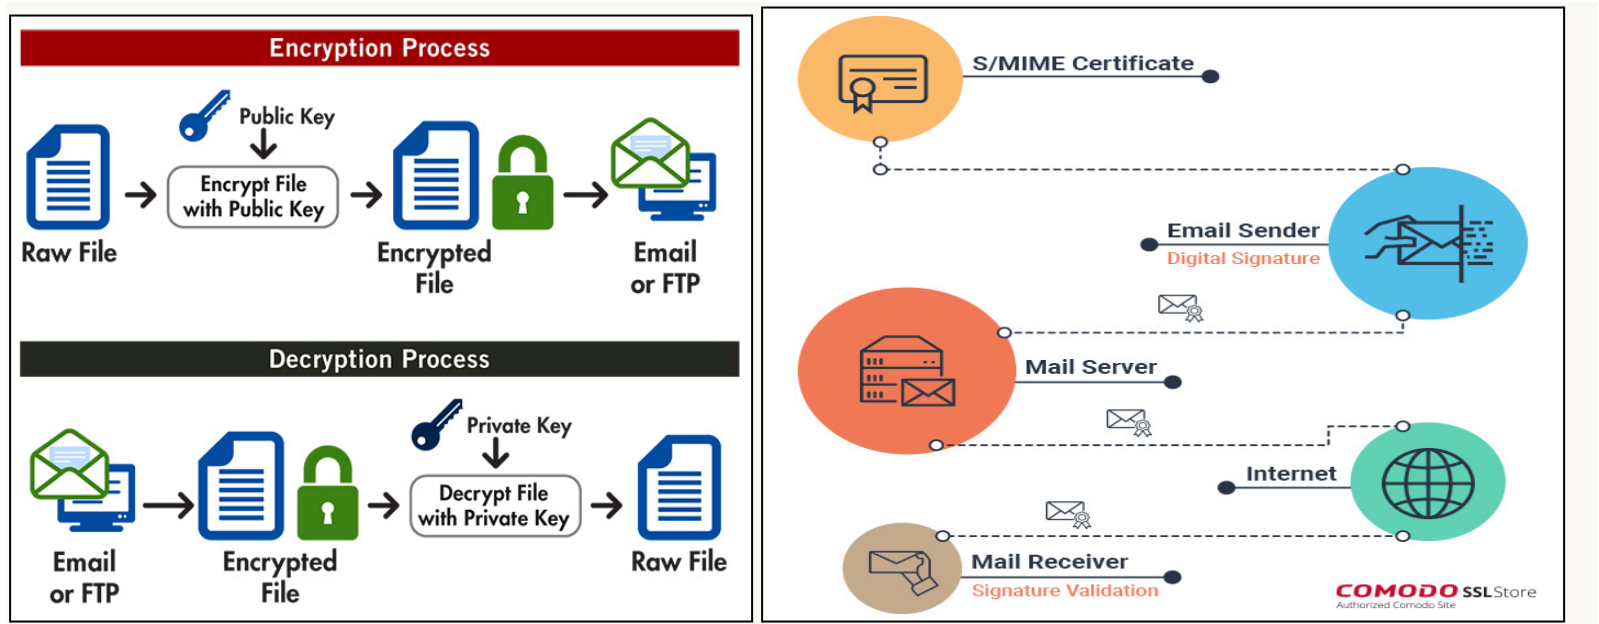 Encryption Process
Public Key
Encrypt File
with Public Key
Raw File
Encrypted
File
Email
or FTP
Decryption Process
Private Key
Decrypt File
with Private Key
Email
or FTP
Encrypted
File
Raw File
S/MIME Certificate
Email Sender
Digital Signature
Mail Server
Internet
Mail Receiver
Signature Validation
COMODO SSLStore
Authorized Comodo Site